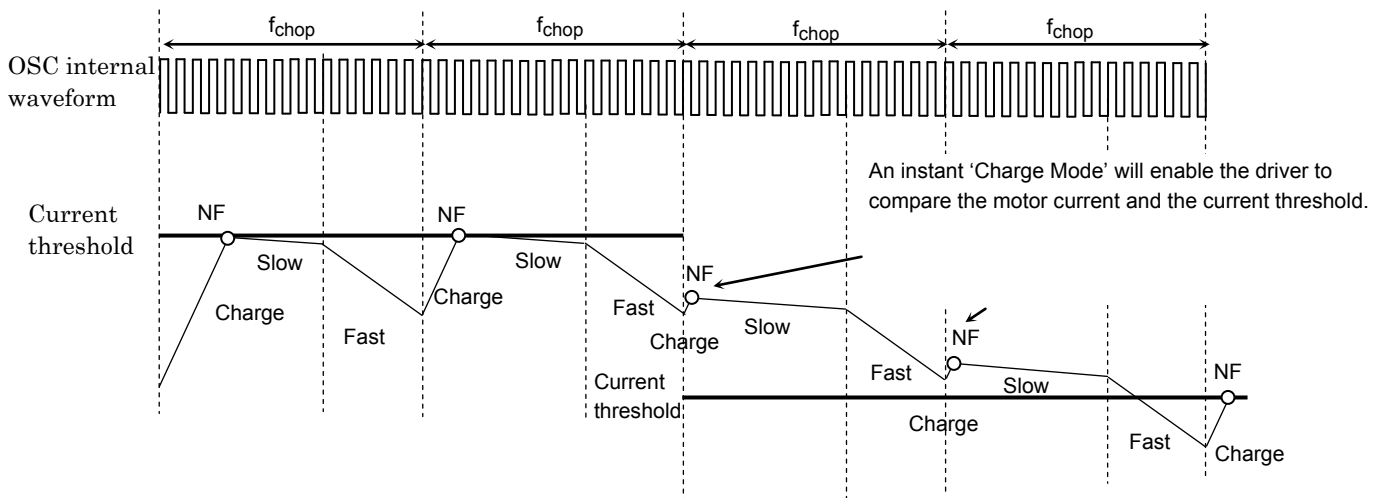 fchop
fchop
fchop
fchop
OSC internal
waveform
An instant ‘Charge Mode’ will enable the driver to
compare the motor current and the current threshold.
Current
threshold
NF
NF
Slow
Slow
Charge
Charge
Fast
Fast
NF
Charge
Slow
Fast
NF
Slow
NF
Current
threshold
Charge
Fast
Charge